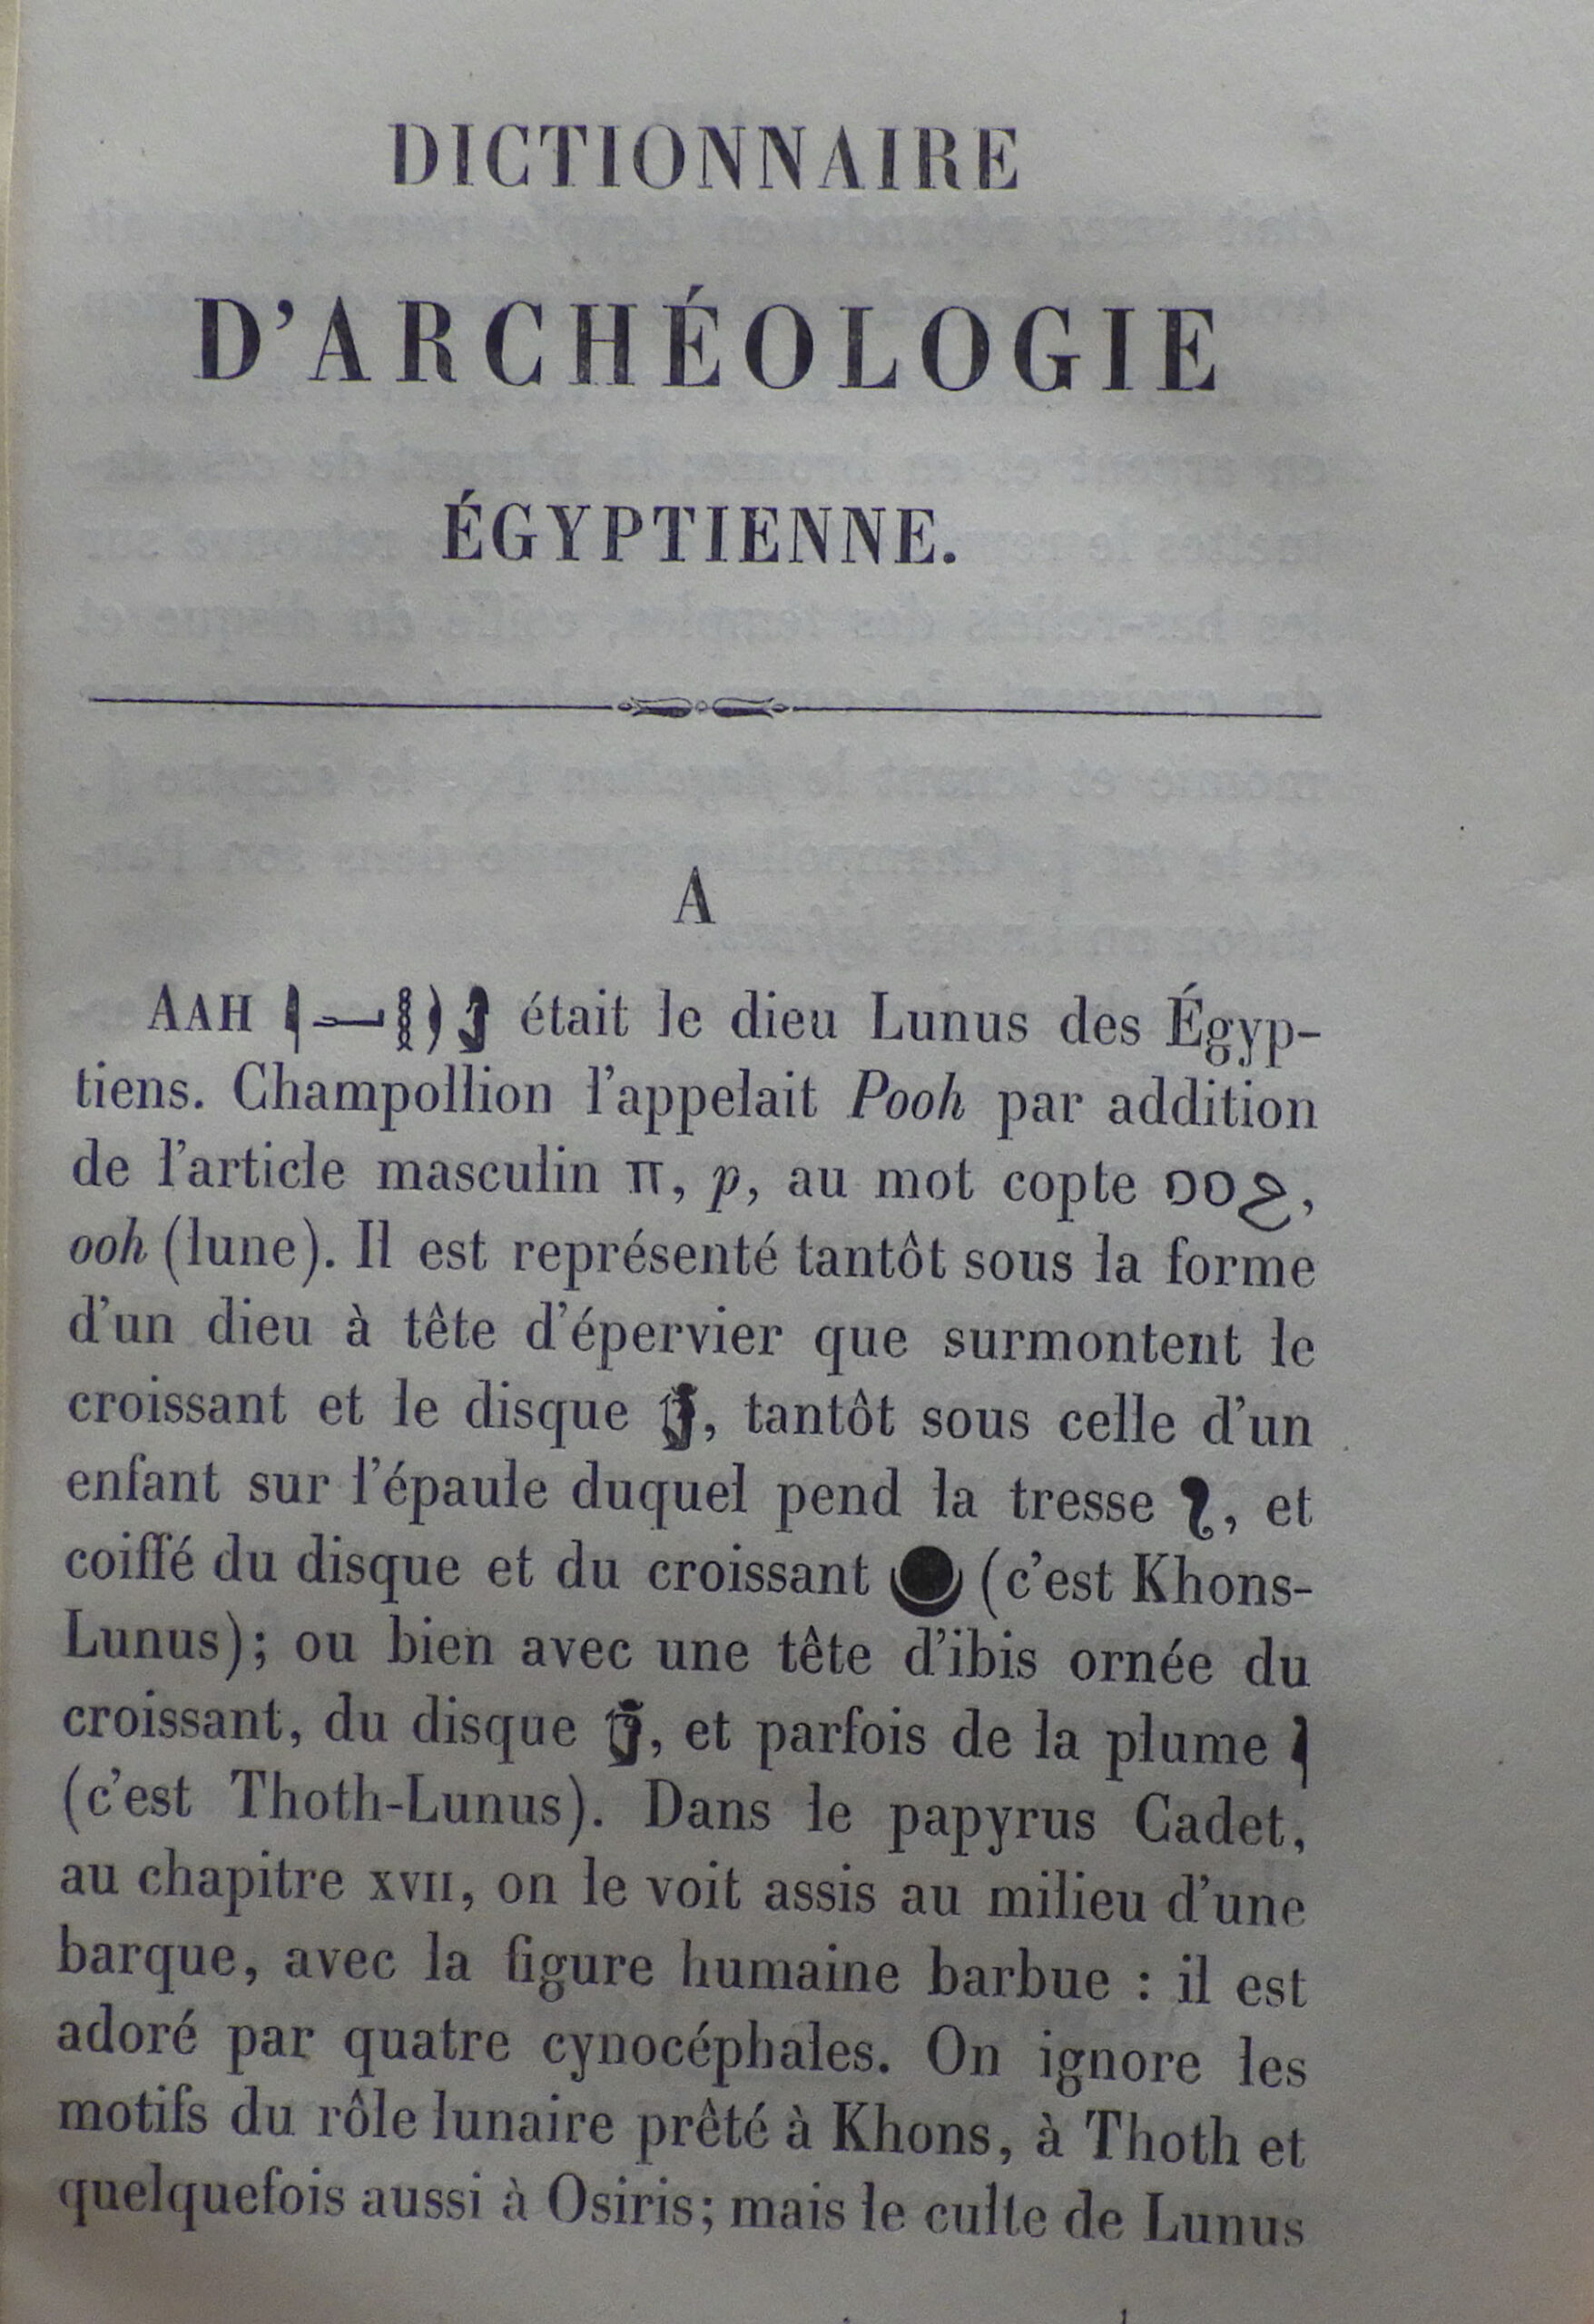 DICTIONNAIRE
D'ARCHÉOLOGIE
ÉGYPTIENNE.
A
AAH était le dieu Lunus des Égyp-
tiens. Champollion l'appelait Pooh par addition
de l'article masculin ⲡ, p, au mot copte ⲟⲟϩ,
ooh (lune). Il est représenté tantôt sous la forme
d'un dieu à tête d'épervier que surmontent le
croissant et le disque , tantôt sous celle d'un
enfant sur l'épaule duquel pend la tresse , et
coiffé du disque et du croissant (c'est Khons-
Lunus); ou bien avec une tête d'ibis ornée du
croissant, du disque , et parfois de la plume
(c'est Thoth-Lunus). Dans le papyrus Cadet,
au chapitre XVII, on le voit assis au milieu d'une
barque, avec la figure humaine barbue : il est
adoré par quatre cynocéphales. On ignore les
motifs du rôle lunaire prêté à Khons, à Thoth et
quelquefois aussi à Osiris; mais le culte de Lunus
1